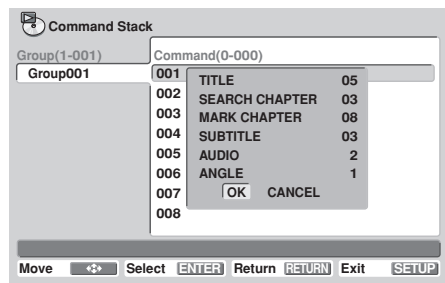 Command Stack
Group(1-001)
Group001
Command(0-000)
001
002
003
004
005
006
007
008
TITLE 05
SEARCH CHAPTER 03
MARK CHAPTER 08
SUBTITLE 03
AUDIO 2
ANGLE 1
OK CANCEL
Move Select ENTER Return RETURN Exit SETUP